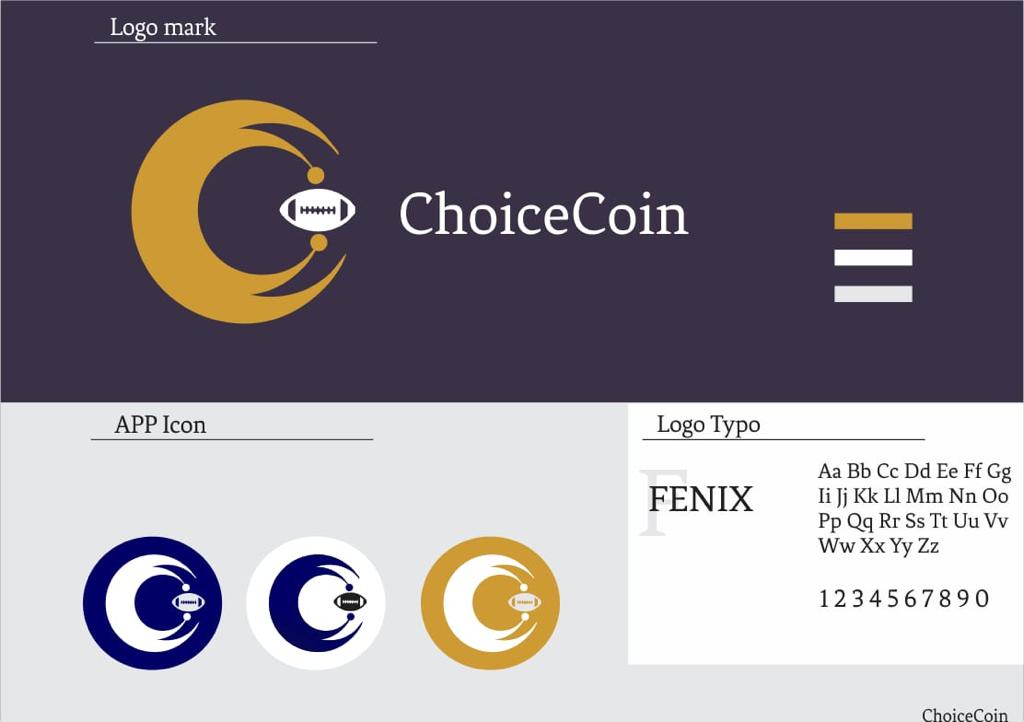 Logo mark
ChoiceCoin
APP Icon
Logo Typo
F
FENIX
Aa Bb Cc Dd Ee Ff Gg
Ii Jj Kk Ll Mm Nn Oo
Pp Qq Rr Ss Tt Uu Vv
Ww Xx Yy Zz
1 2 3 4 5 6 7 8 9 0
ChoiceCoin